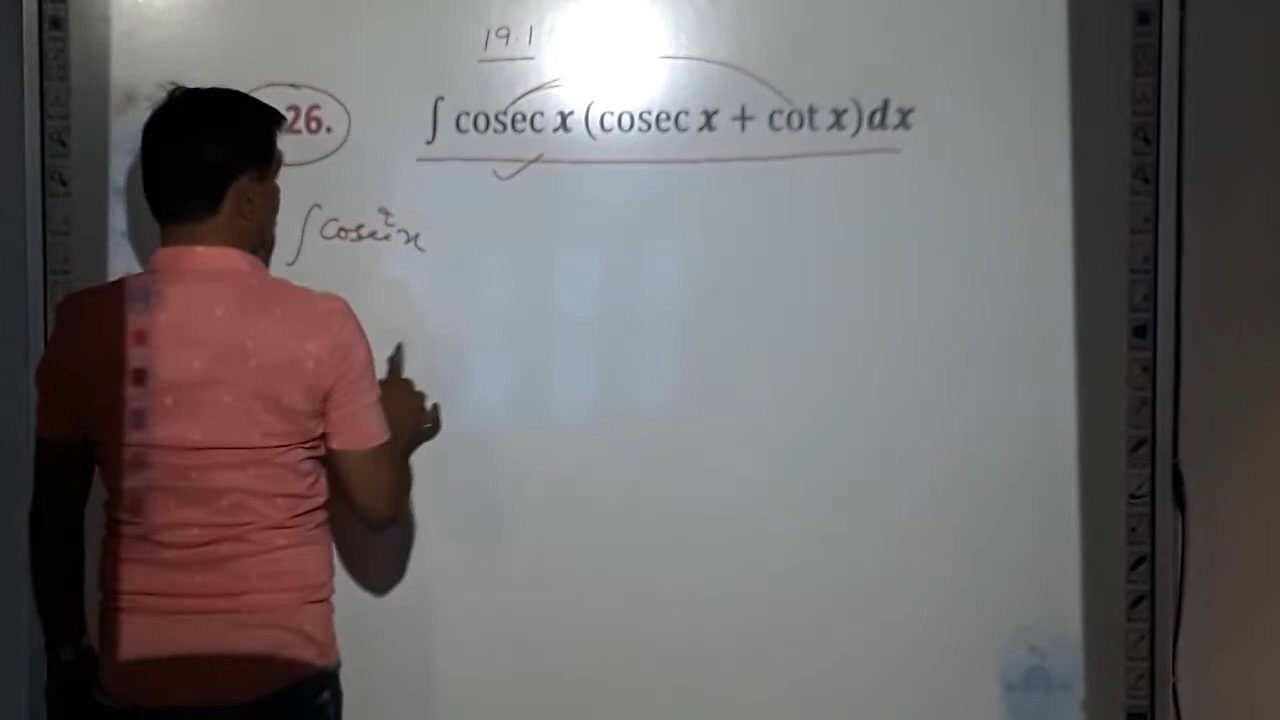 19.1
26. ∫ cosec x (cosec x + cot x)dx
∫cosec²x